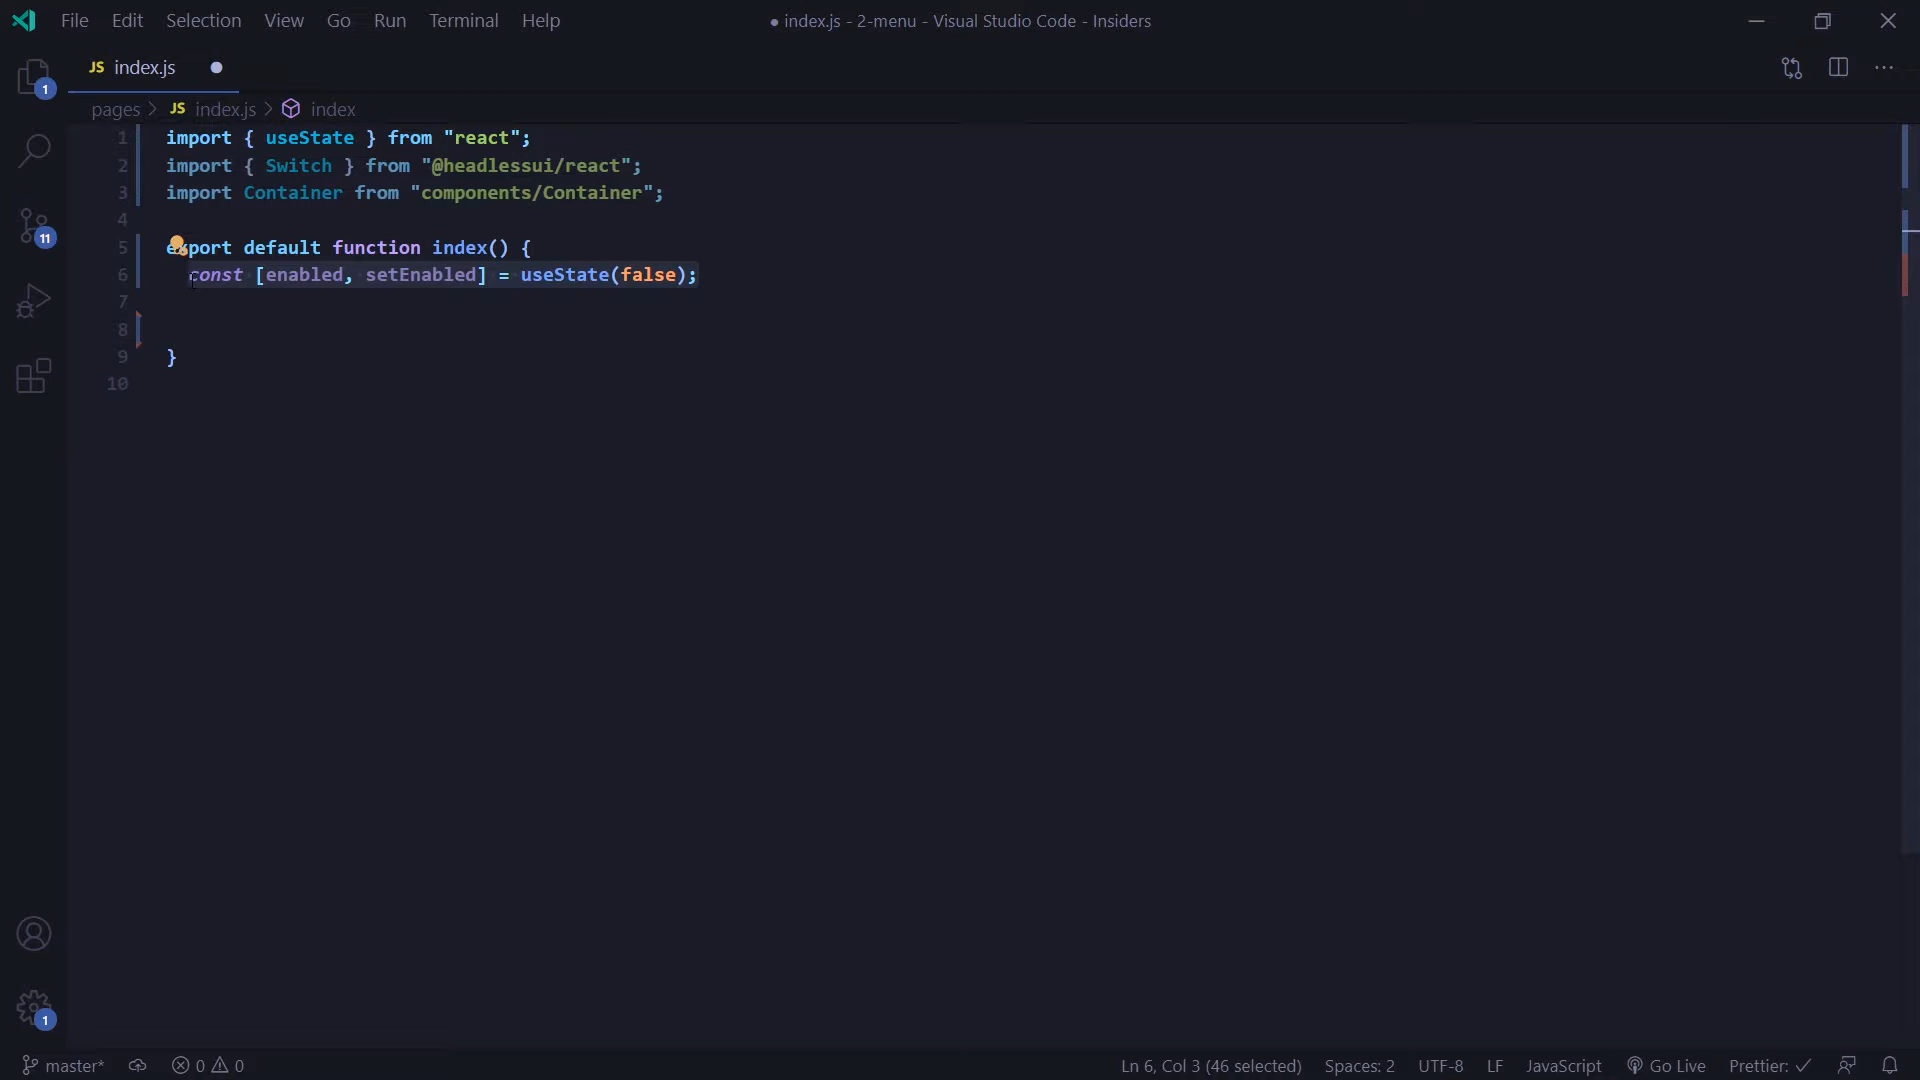 File Edit Selection View Go Run Terminal Help
● index.js - 2-menu - Visual Studio Code - Insiders
JS index.js ●
pages > JS index.js > index
1 import { useState } from "react";
2 import { Switch } from "@headlessui/react";
3 import Container from "components/Container";
4
5 export default function index() {
6 const [enabled, setEnabled] = useState(false);
7
8
9 }
10
1
11
1
master* 0 0
Ln 6, Col 3 (46 selected) Spaces: 2 UTF-8 LF JavaScript Go Live Prettier: ✓